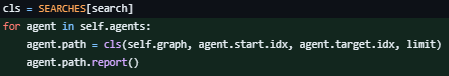 cls = SEARCHES[search]
for agent in self.agents:
    agent.path = cls(self.graph, agent.start.idx, agent.target.idx, limit)
    agent.path.report()